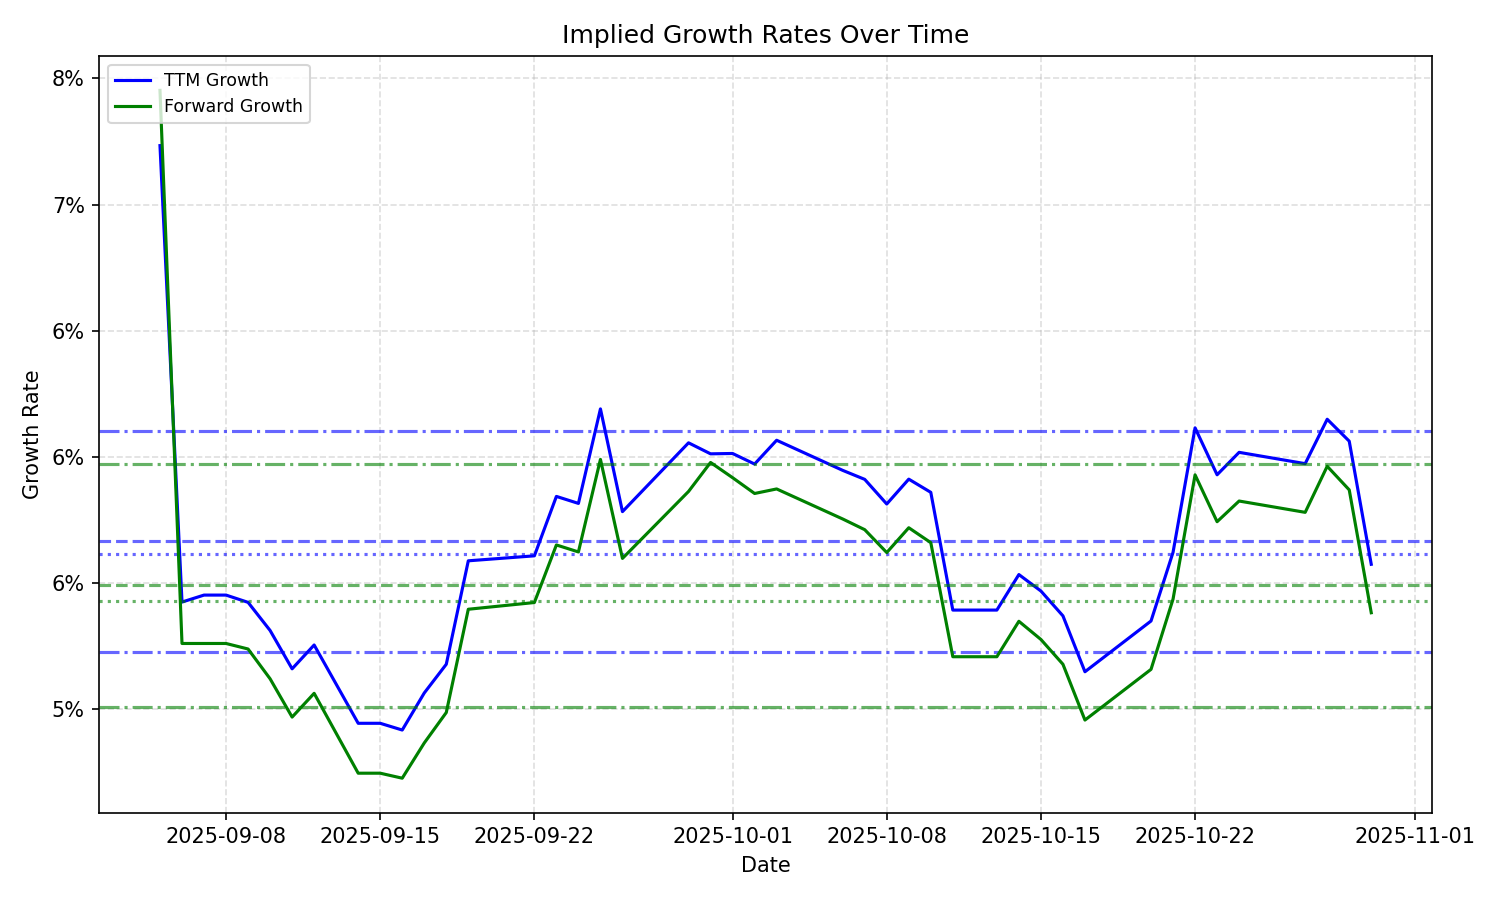 Implied Growth Rates Over Time
TTM Growth
Forward Growth
8%
7%
6%
6%
6%
5%
Growth Rate
2025-09-08
2025-09-15
2025-09-22
2025-10-01
2025-10-08
2025-10-15
2025-10-22
2025-11-01
Date